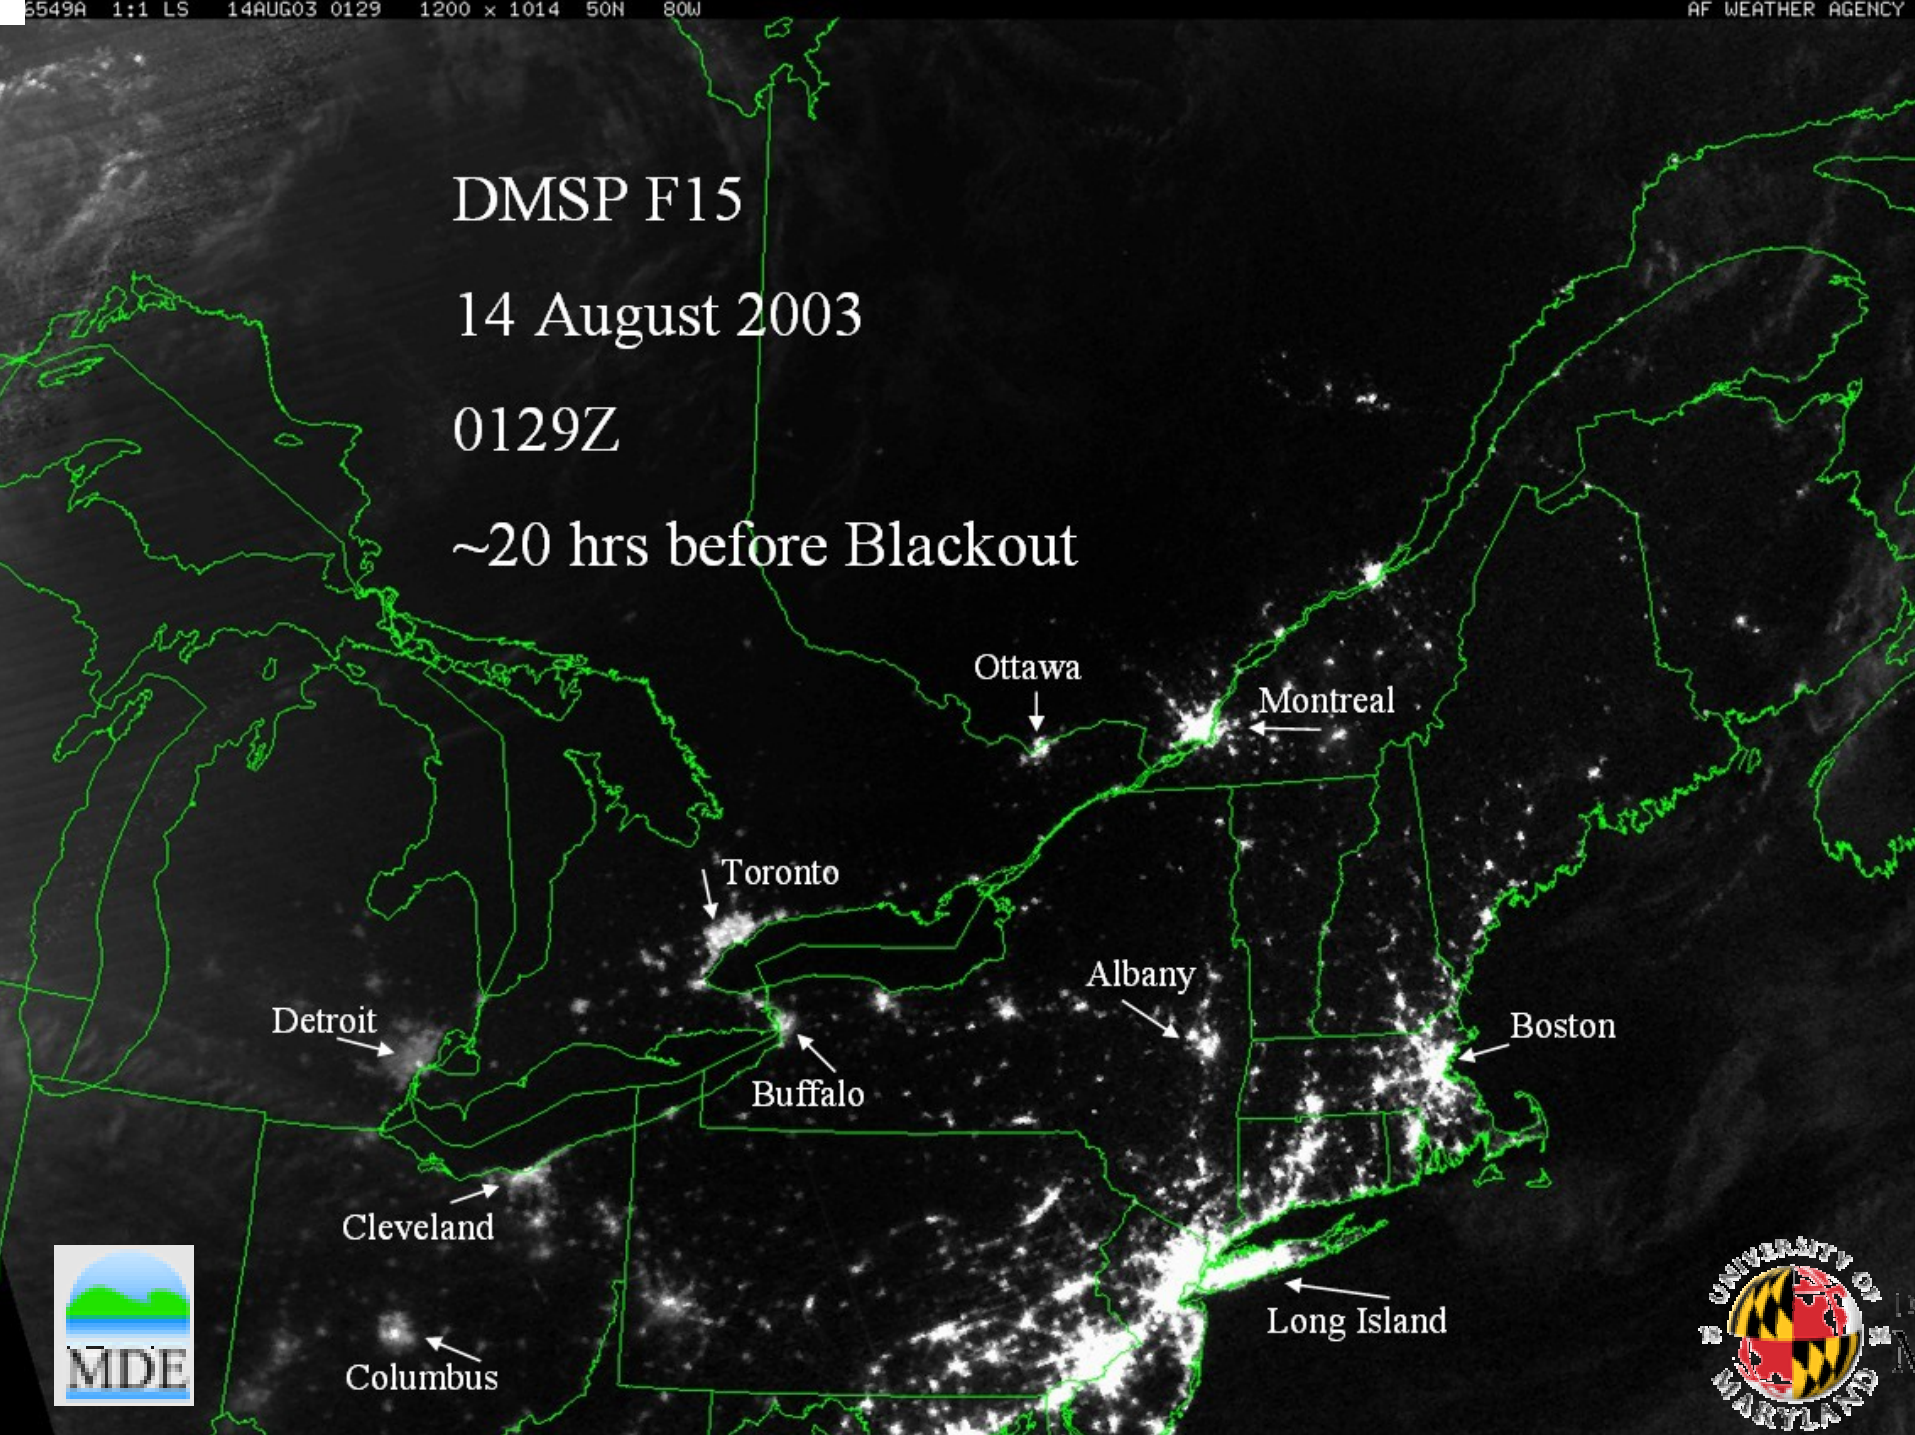 6549A 1:1 LS 14AUG03 0129 1200 x 1014 50N 80W AF WEATHER AGENCY
DMSP F15
14 August 2003
0129Z
~20 hrs before Blackout
Ottawa
Montreal
Toronto
Albany
Detroit
Boston
Buffalo
Cleveland
Long Island
Columbus
MDE
UNIVERSITY OF
MARYLAND